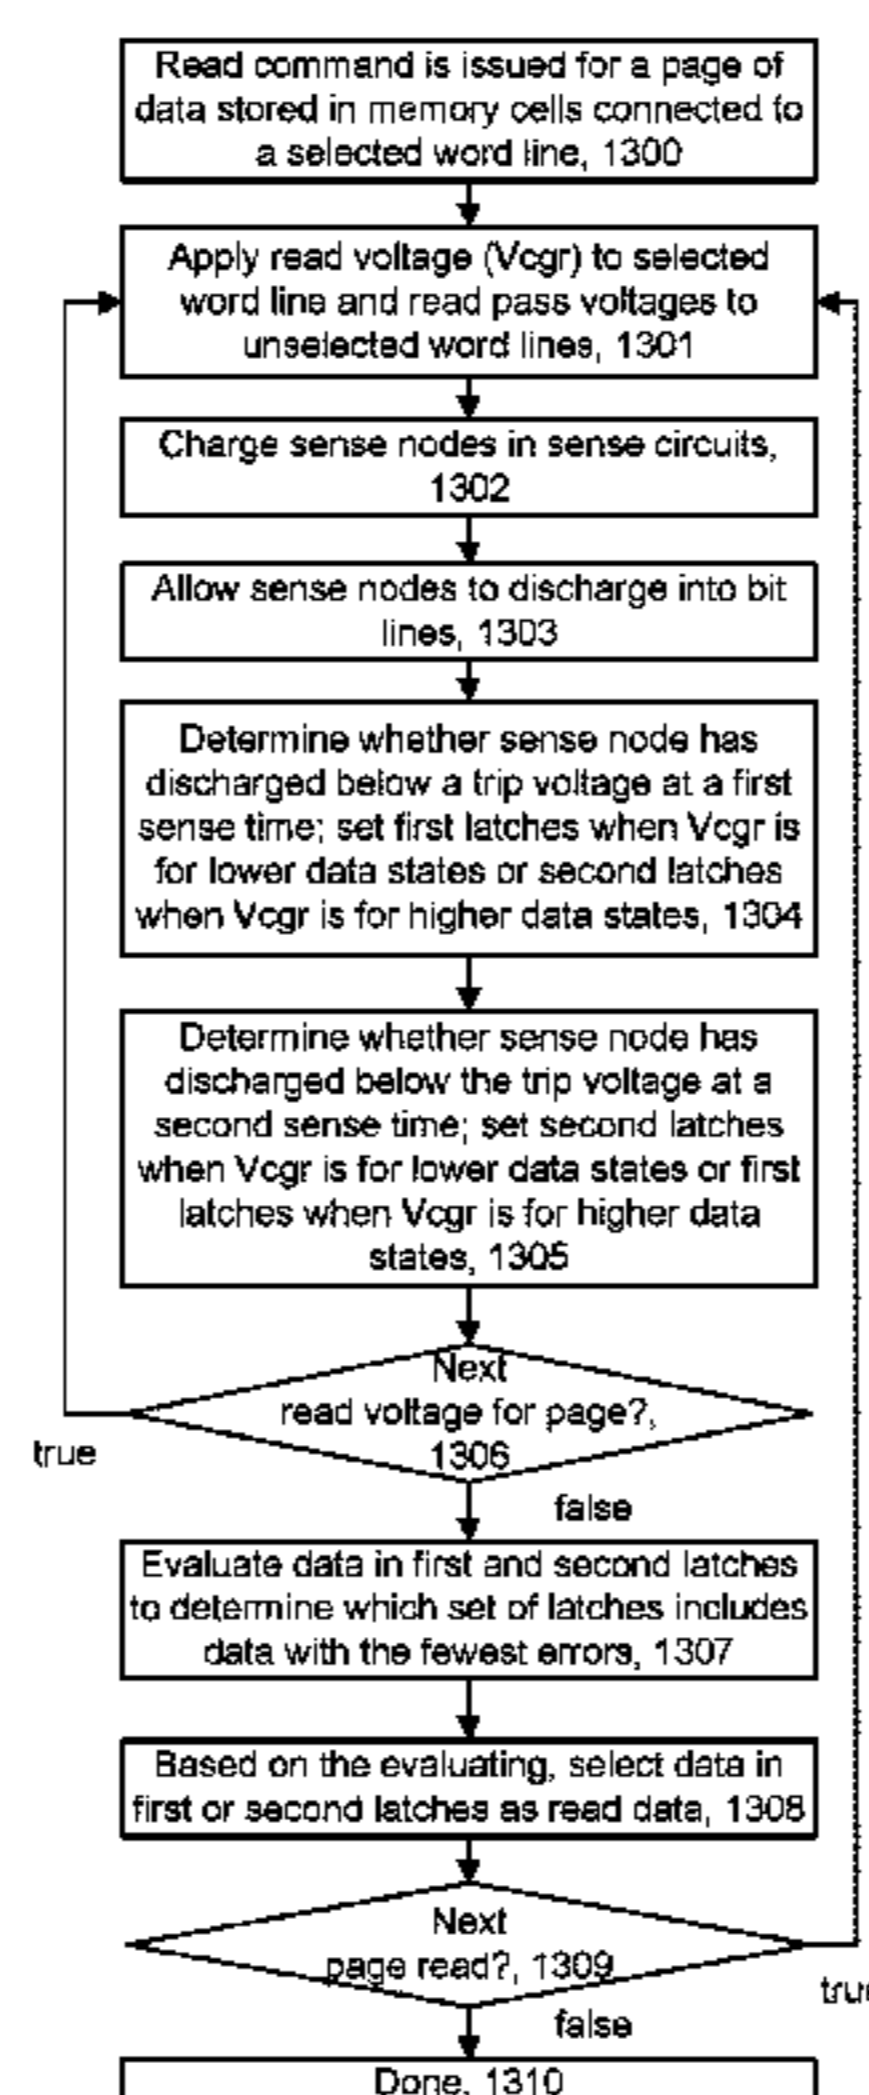 Read command is issued for a page of
data stored in memory cells connected to
a selected word line, 1300
Apply read voltage (Vcgr) to selected
word line and read pass voltages to
unselected word lines, 1301
Charge sense nodes in sense circuits,
1302
Allow sense nodes to discharge into bit
lines, 1303
Determine whether sense node has
discharged below a trip voltage at a first
sense time; set first latches when Vcgr is
for lower data states or second latches
when Vcgr is for higher data states, 1304
Determine whether sense node has
discharged below the trip voltage at a
second sense time; set second latches
when Vcgr is for lower data states or first
latches when Vcgr is for higher data
states, 1305
Next
read voltage for page?,
1306
true
false
Evaluate data in first and second latches
to determine which set of latches includes
data with the fewest errors, 1307
Based on the evaluating, select data in
first or second latches as read data, 1308
Next
page read?, 1309
true
false
Done, 1310